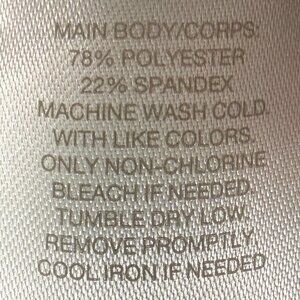 MAIN BODY/CORPS:
78% POLYESTER
22% SPANDEX
MACHINE WASH COLD.
WITH LIKE COLORS.
ONLY NON-CHLORINE
BLEACH IF NEEDED.
TUMBLE DRY LOW.
REMOVE PROMPTLY.
COOL IRON IF NEEDED